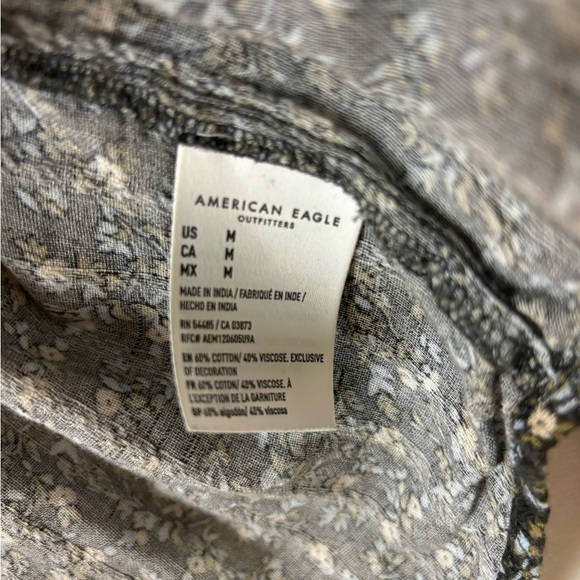 AMERICAN EAGLE
OUTFITTERS
US M
CA M
MX M
MADE IN INDIA / FABRIQUÉ EN INDE /
HECHO EN INDIA
RN 54485 / CA 03873
RFC# AEM120605U9A
EN 60% COTTON/ 40% VISCOSE. EXCLUSIVE
OF DECORATION
FR 60% COTON/ 40% VISCOSE. À
L'EXCEPTION DE LA GARNITURE
SP 60% algodón/ 40% viscosa